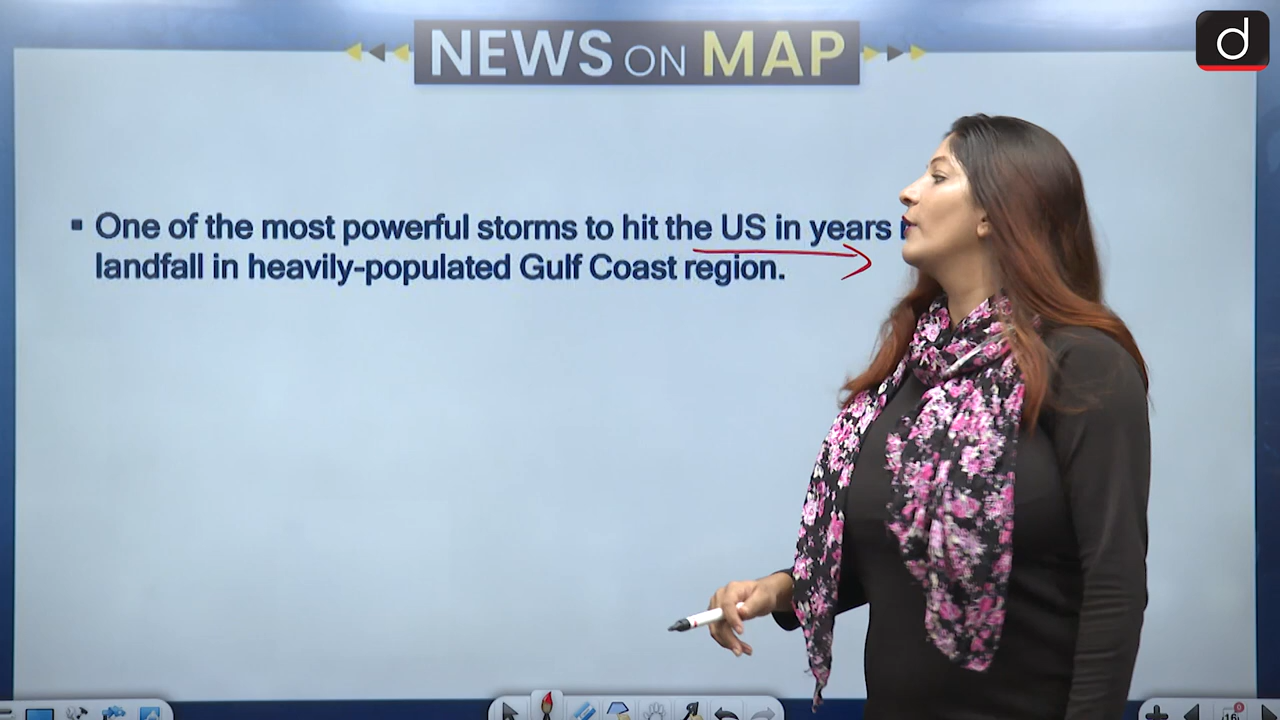 NEWS ON MAP
d
One of the most powerful storms to hit the US in years
landfall in heavily-populated Gulf Coast region.